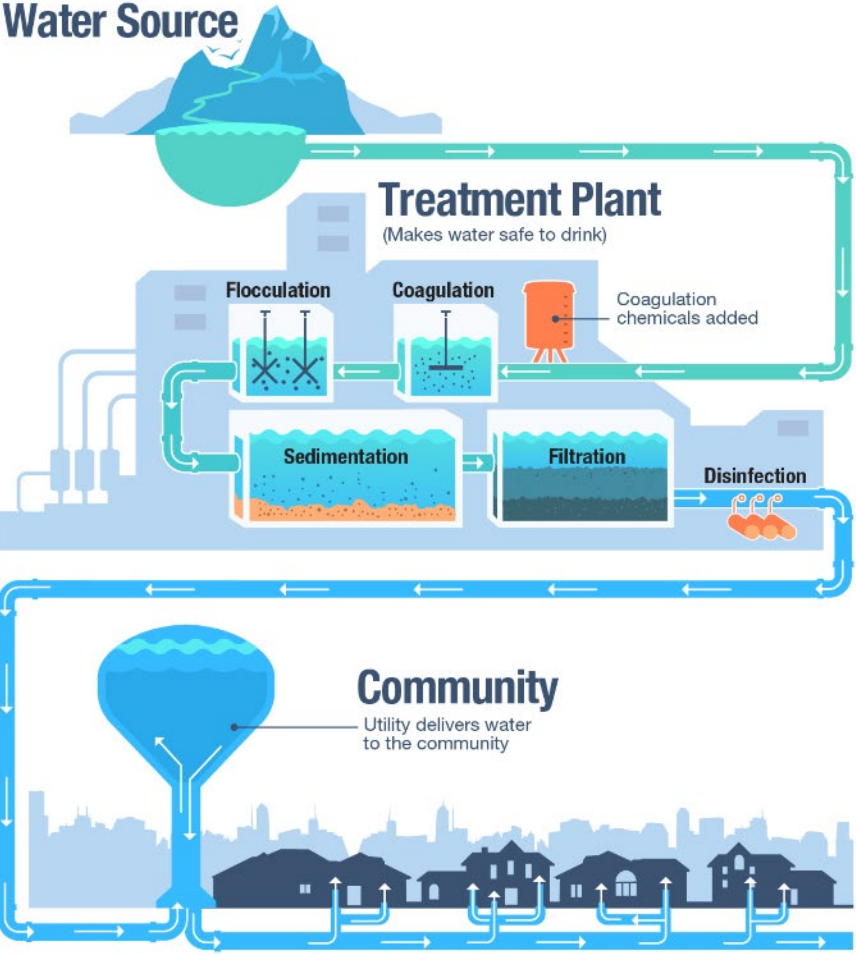 Water Source
Treatment Plant
(Makes water safe to drink)
Flocculation
Coagulation
Coagulation
chemicals added
Sedimentation
Filtration
Disinfection
Community
Utility delivers water
to the community